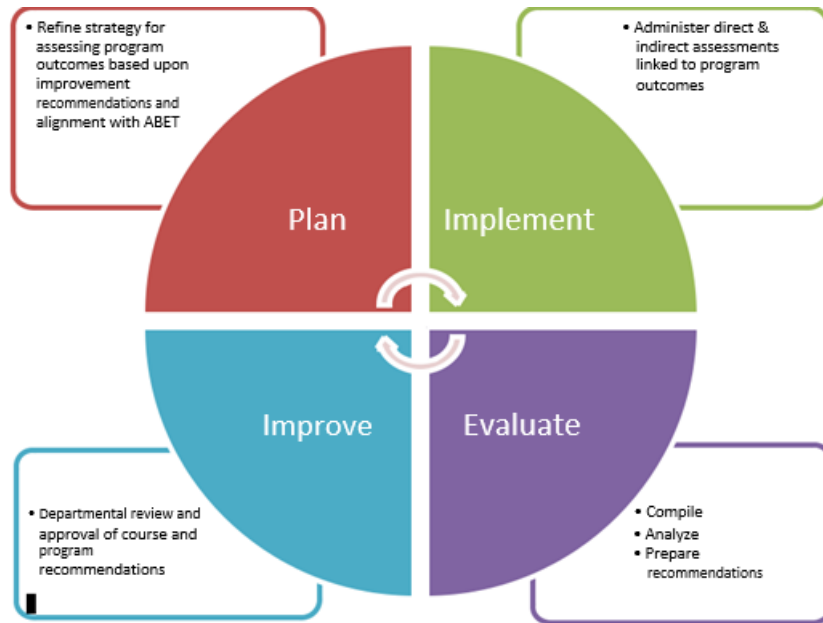 • Refine strategy for
assessing program
outcomes based upon
improvement
recommendations and
alignment with ABET
• Administer direct &
indirect assessments
linked to program
outcomes
Plan
Implement
Improve
Evaluate
• Departmental review and
approval of course and
program
recommendations
• Compile
• Analyze
• Prepare
recommendations